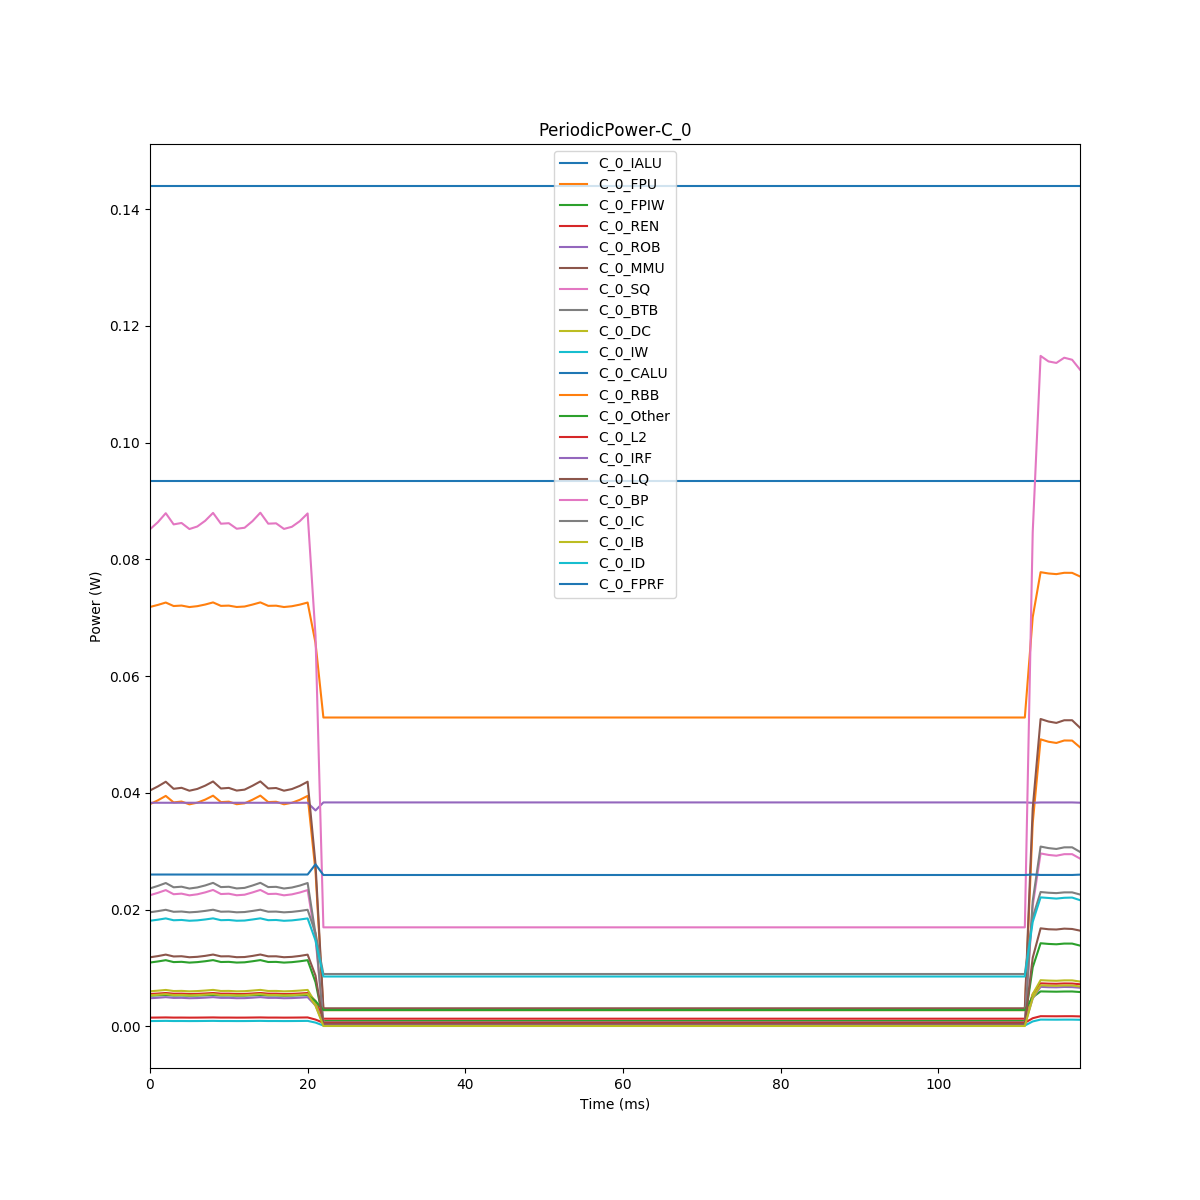 PeriodicPower-C_0
C_0_IALU
C_0_FPU
C_0_FPIW
C_0_REN
C_0_ROB
C_0_MMU
C_0_SQ
C_0_BTB
C_0_DC
C_0_IW
C_0_CALU
C_0_RBB
C_0_Other
C_0_L2
C_0_IRF
C_0_LQ
C_0_BP
C_0_IC
C_0_IB
C_0_ID
C_0_FPRF
Power (W)
0.14
0.12
0.10
0.08
0.06
0.04
0.02
0.00
0 20 40 60 80 100
Time (ms)